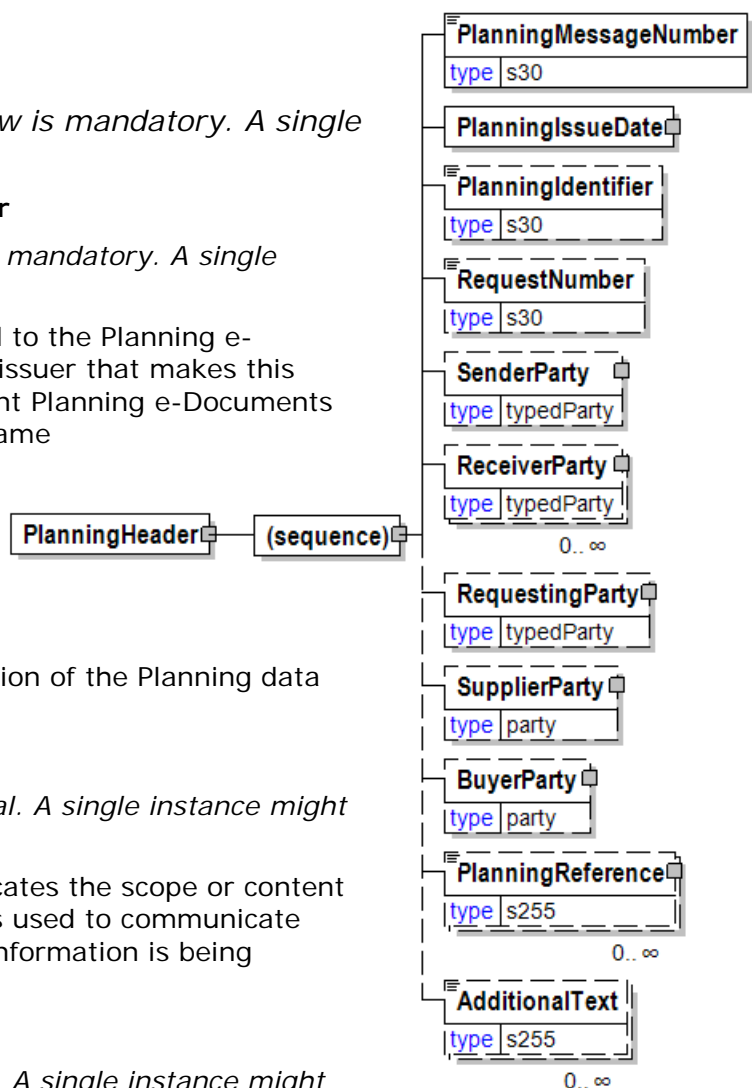 w is mandatory. A single
r
mandatory. A single
l to the Planning e-
issuer that makes this
nt Planning e-Documents
ame
tion of the Planning data
al. A single instance might
cates the scope or content
s used to communicate
nformation is being
. A single instance might
PlanningHeader
(sequence)
PlanningMessageNumber
type s30
PlanningIssueDate
PlanningIdentifier
type s30
RequestNumber
type s30
SenderParty
type typedParty
ReceiverParty
type typedParty
0.. ∞
RequestingParty
type typedParty
SupplierParty
type party
BuyerParty
type party
PlanningReference
type s255
0.. ∞
AdditionalText
type s255
0.. ∞